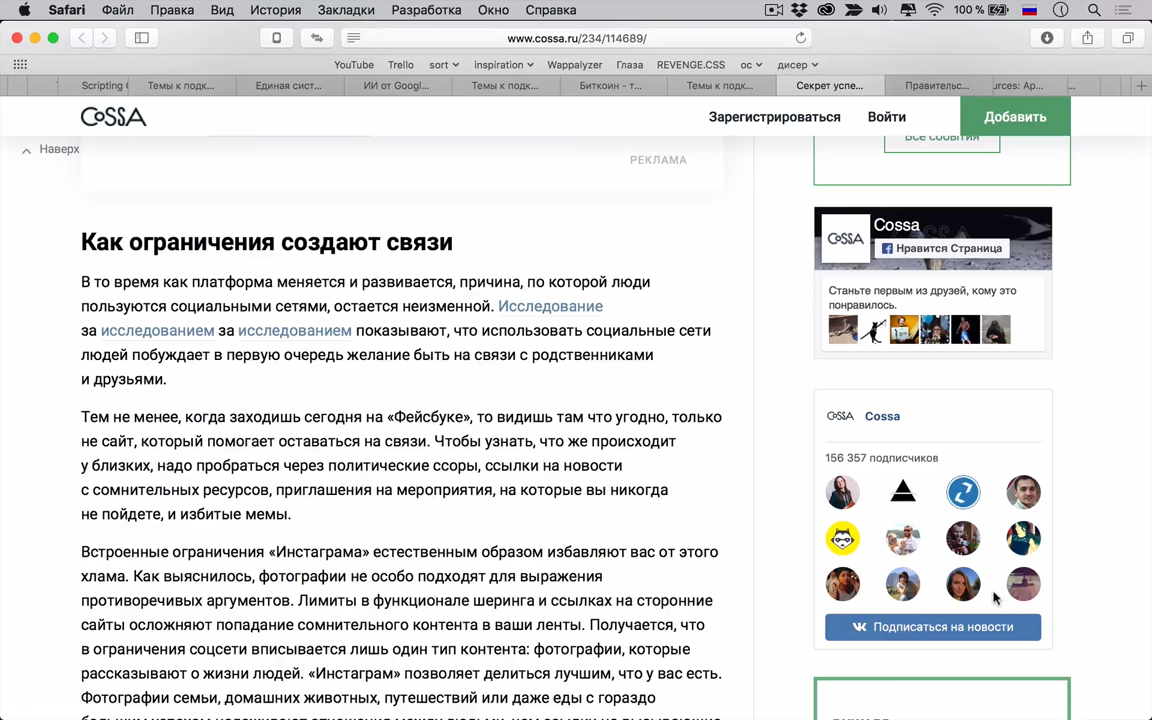 Safari Файл Правка Вид История Закладки Разработка Окно Справка 100 %
www.cossa.ru/234/114689/
YouTube Trello sort inspiration Wappalyzer Глаза REVENGE.CSS ос дисер
Scripting Темы к подк... Единая сист... ИИ от Googl... Темы к подк... Биткоин - т... Темы к подк... Секрет успе... Правительс... urces: Ap... ...
COSSA Зарегистрироваться Войти Добавить
Наверх
РЕКЛАМА
Все события
Как ограничения создают связи
В то время как платформа меняется и развивается, причина, по которой люди
пользуются социальными сетями, остается неизменной. Исследование
за исследованием за исследованием показывают, что использовать социальные сети
людей побуждает в первую очередь желание быть на связи с родственниками
и друзьями.
Тем не менее, когда заходишь сегодня на «Фейсбуке», то видишь там что угодно, только
не сайт, который помогает оставаться на связи. Чтобы узнать, что же происходит
у близких, надо пробраться через политические ссоры, ссылки на новости
с сомнительных ресурсов, приглашения на мероприятия, на которые вы никогда
не пойдете, и избитые мемы.
Встроенные ограничения «Инстаграма» естественным образом избавляют вас от этого
хлама. Как выяснилось, фотографии не особо подходят для выражения
противоречивых аргументов. Лимиты в функционале шеринга и ссылках на сторонние
сайты осложняют попадание сомнительного контента в ваши ленты. Получается, что
в ограничения соцсети вписывается лишь один тип контента: фотографии, которые
рассказывают о жизни людей. «Инстаграм» позволяет делиться лучшим, что у вас есть.
Фотографии семьи, домашних животных, путешествий или даже еды с гораздо
COSSA
Cossa
Нравится Страница
Станьте первым из друзей, кому это
понравилось.
COSSA Cossa
156 357 подписчиков
Подписаться на новости